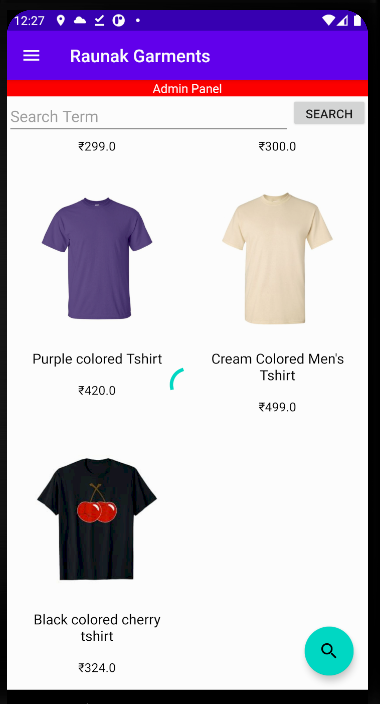 12:27
Raunak Garments
Admin Panel
Search Term
SEARCH
₹299.0
₹300.0
Purple colored Tshirt
₹420.0
Cream Colored Men's
Tshirt
₹499.0
Black colored cherry
tshirt
₹324.0